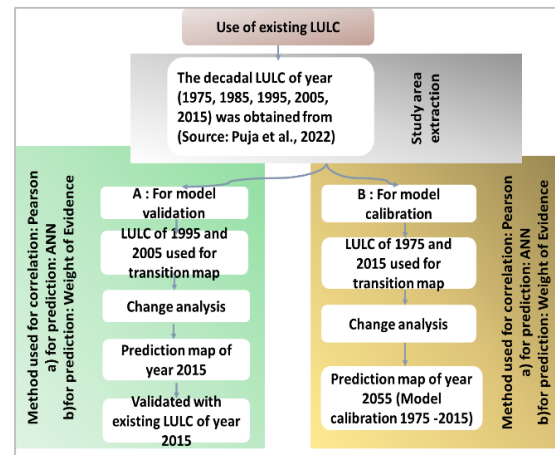 Use of existing LULC
The decadal LULC of year
(1975, 1985, 1995, 2005,
2015) was obtained from
(Source: Puja et al., 2022)
Study area
extraction
Method used for correlation: Pearson
a) for prediction: ANN
b)for prediction: Weight of Evidence
A : For model
validation
LULC of 1995 and
2005 used for
transition map
Change analysis
Prediction map of
year 2015
Validated with
existing LULC of year
2015
B : For model
calibration
LULC of 1975 and
2015 used for
transition map
Change analysis
Prediction map of
year 2055 (Model
calibration 1975 -2015)
Method used for correlation: Pearson
a) for prediction: ANN
b)for prediction: Weight of Evidence